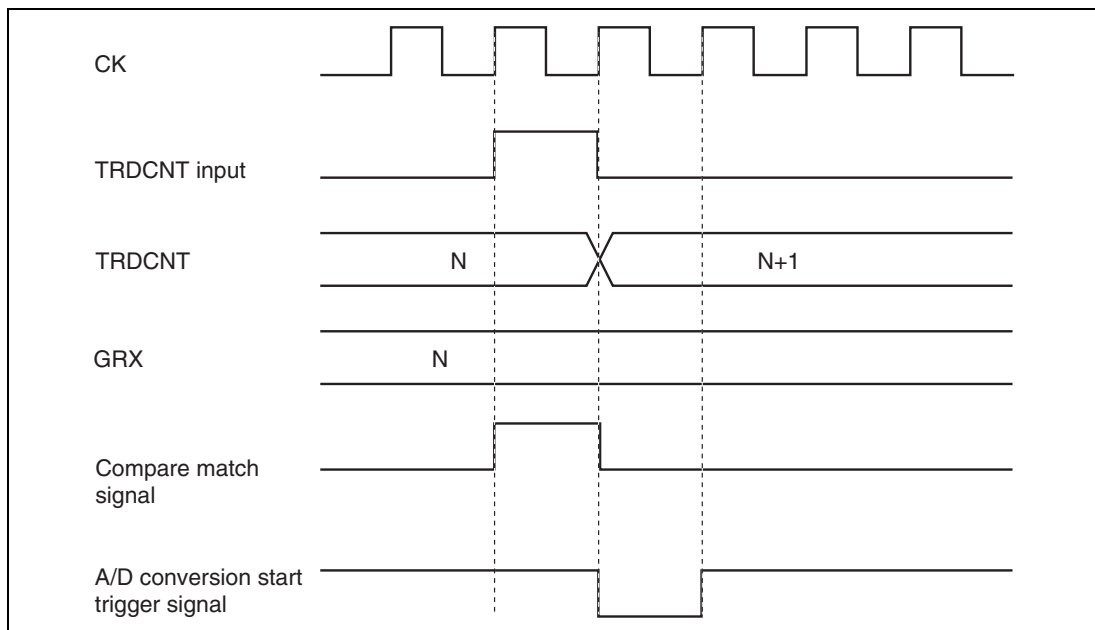 CK
TRDCNT input
TRDCNT
N
N+1
GRX
N
Compare match
signal
A/D conversion start
trigger signal